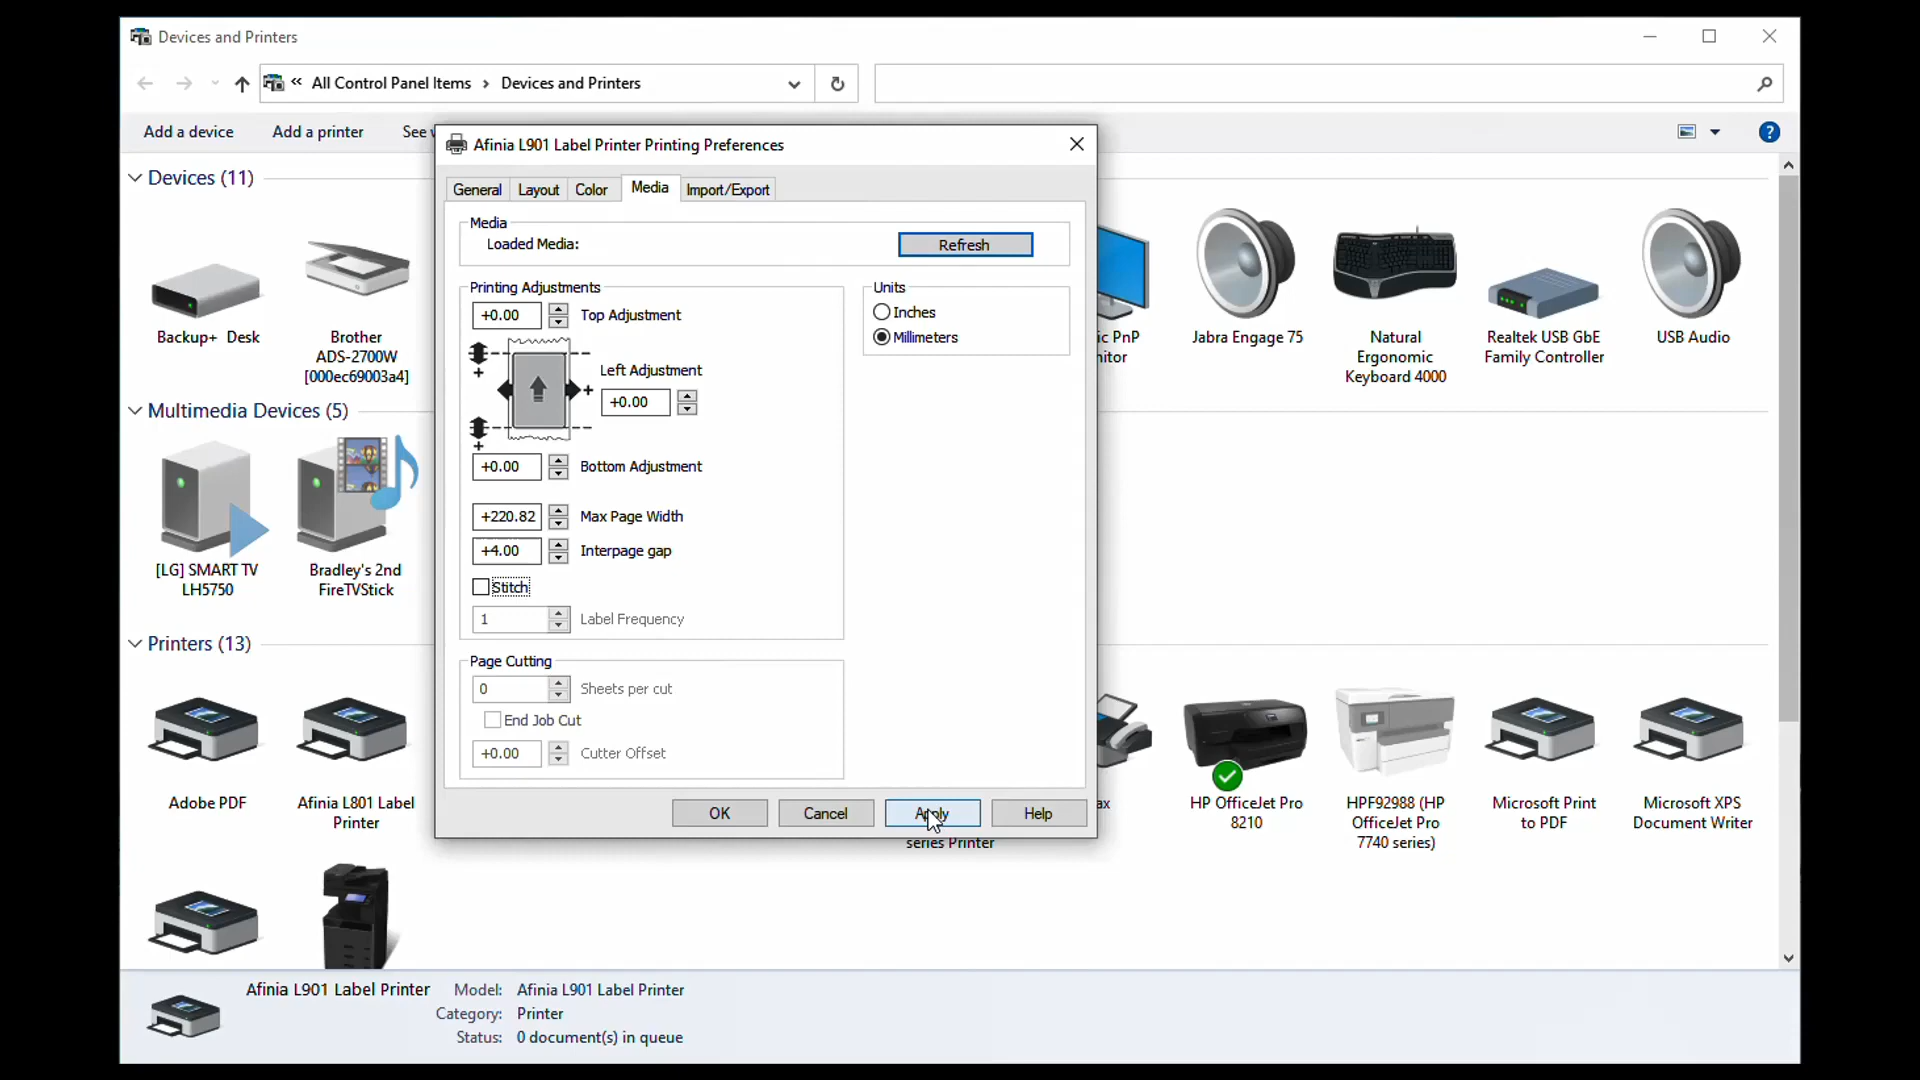 Devices and Printers
« All Control Panel Items › Devices and Printers
Add a device Add a printer See
Afinia L901 Label Printer Printing Preferences
General Layout Color Media Import/Export
Media
Loaded Media:
Refresh
Printing Adjustments
+0.00 Top Adjustment
Left Adjustment
+0.00
+0.00 Bottom Adjustment
+220.82 Max Page Width
+4.00 Interpage gap
Stitch
1 Label Frequency
Units
Inches
Millimeters
Page Cutting
0 Sheets per cut
End Job Cut
+0.00 Cutter Offset
OK Cancel Apply Help
Devices (11)
Backup+ Desk
Brother
ADS-2700W
[000ec69003a4]
ic PnP
nitor
Jabra Engage 75
Natural
Ergonomic
Keyboard 4000
Realtek USB GbE
Family Controller
USB Audio
Multimedia Devices (5)
[LG] SMART TV
LH5750
Bradley's 2nd
FireTVStick
Printers (13)
Adobe PDF
Afinia L801 Label
Printer
series Printer
ax
HP OfficeJet Pro
8210
HPF92988 (HP
OfficeJet Pro
7740 series)
Microsoft Print
to PDF
Microsoft XPS
Document Writer
Afinia L901 Label Printer
Model: Afinia L901 Label Printer
Category: Printer
Status: 0 document(s) in queue